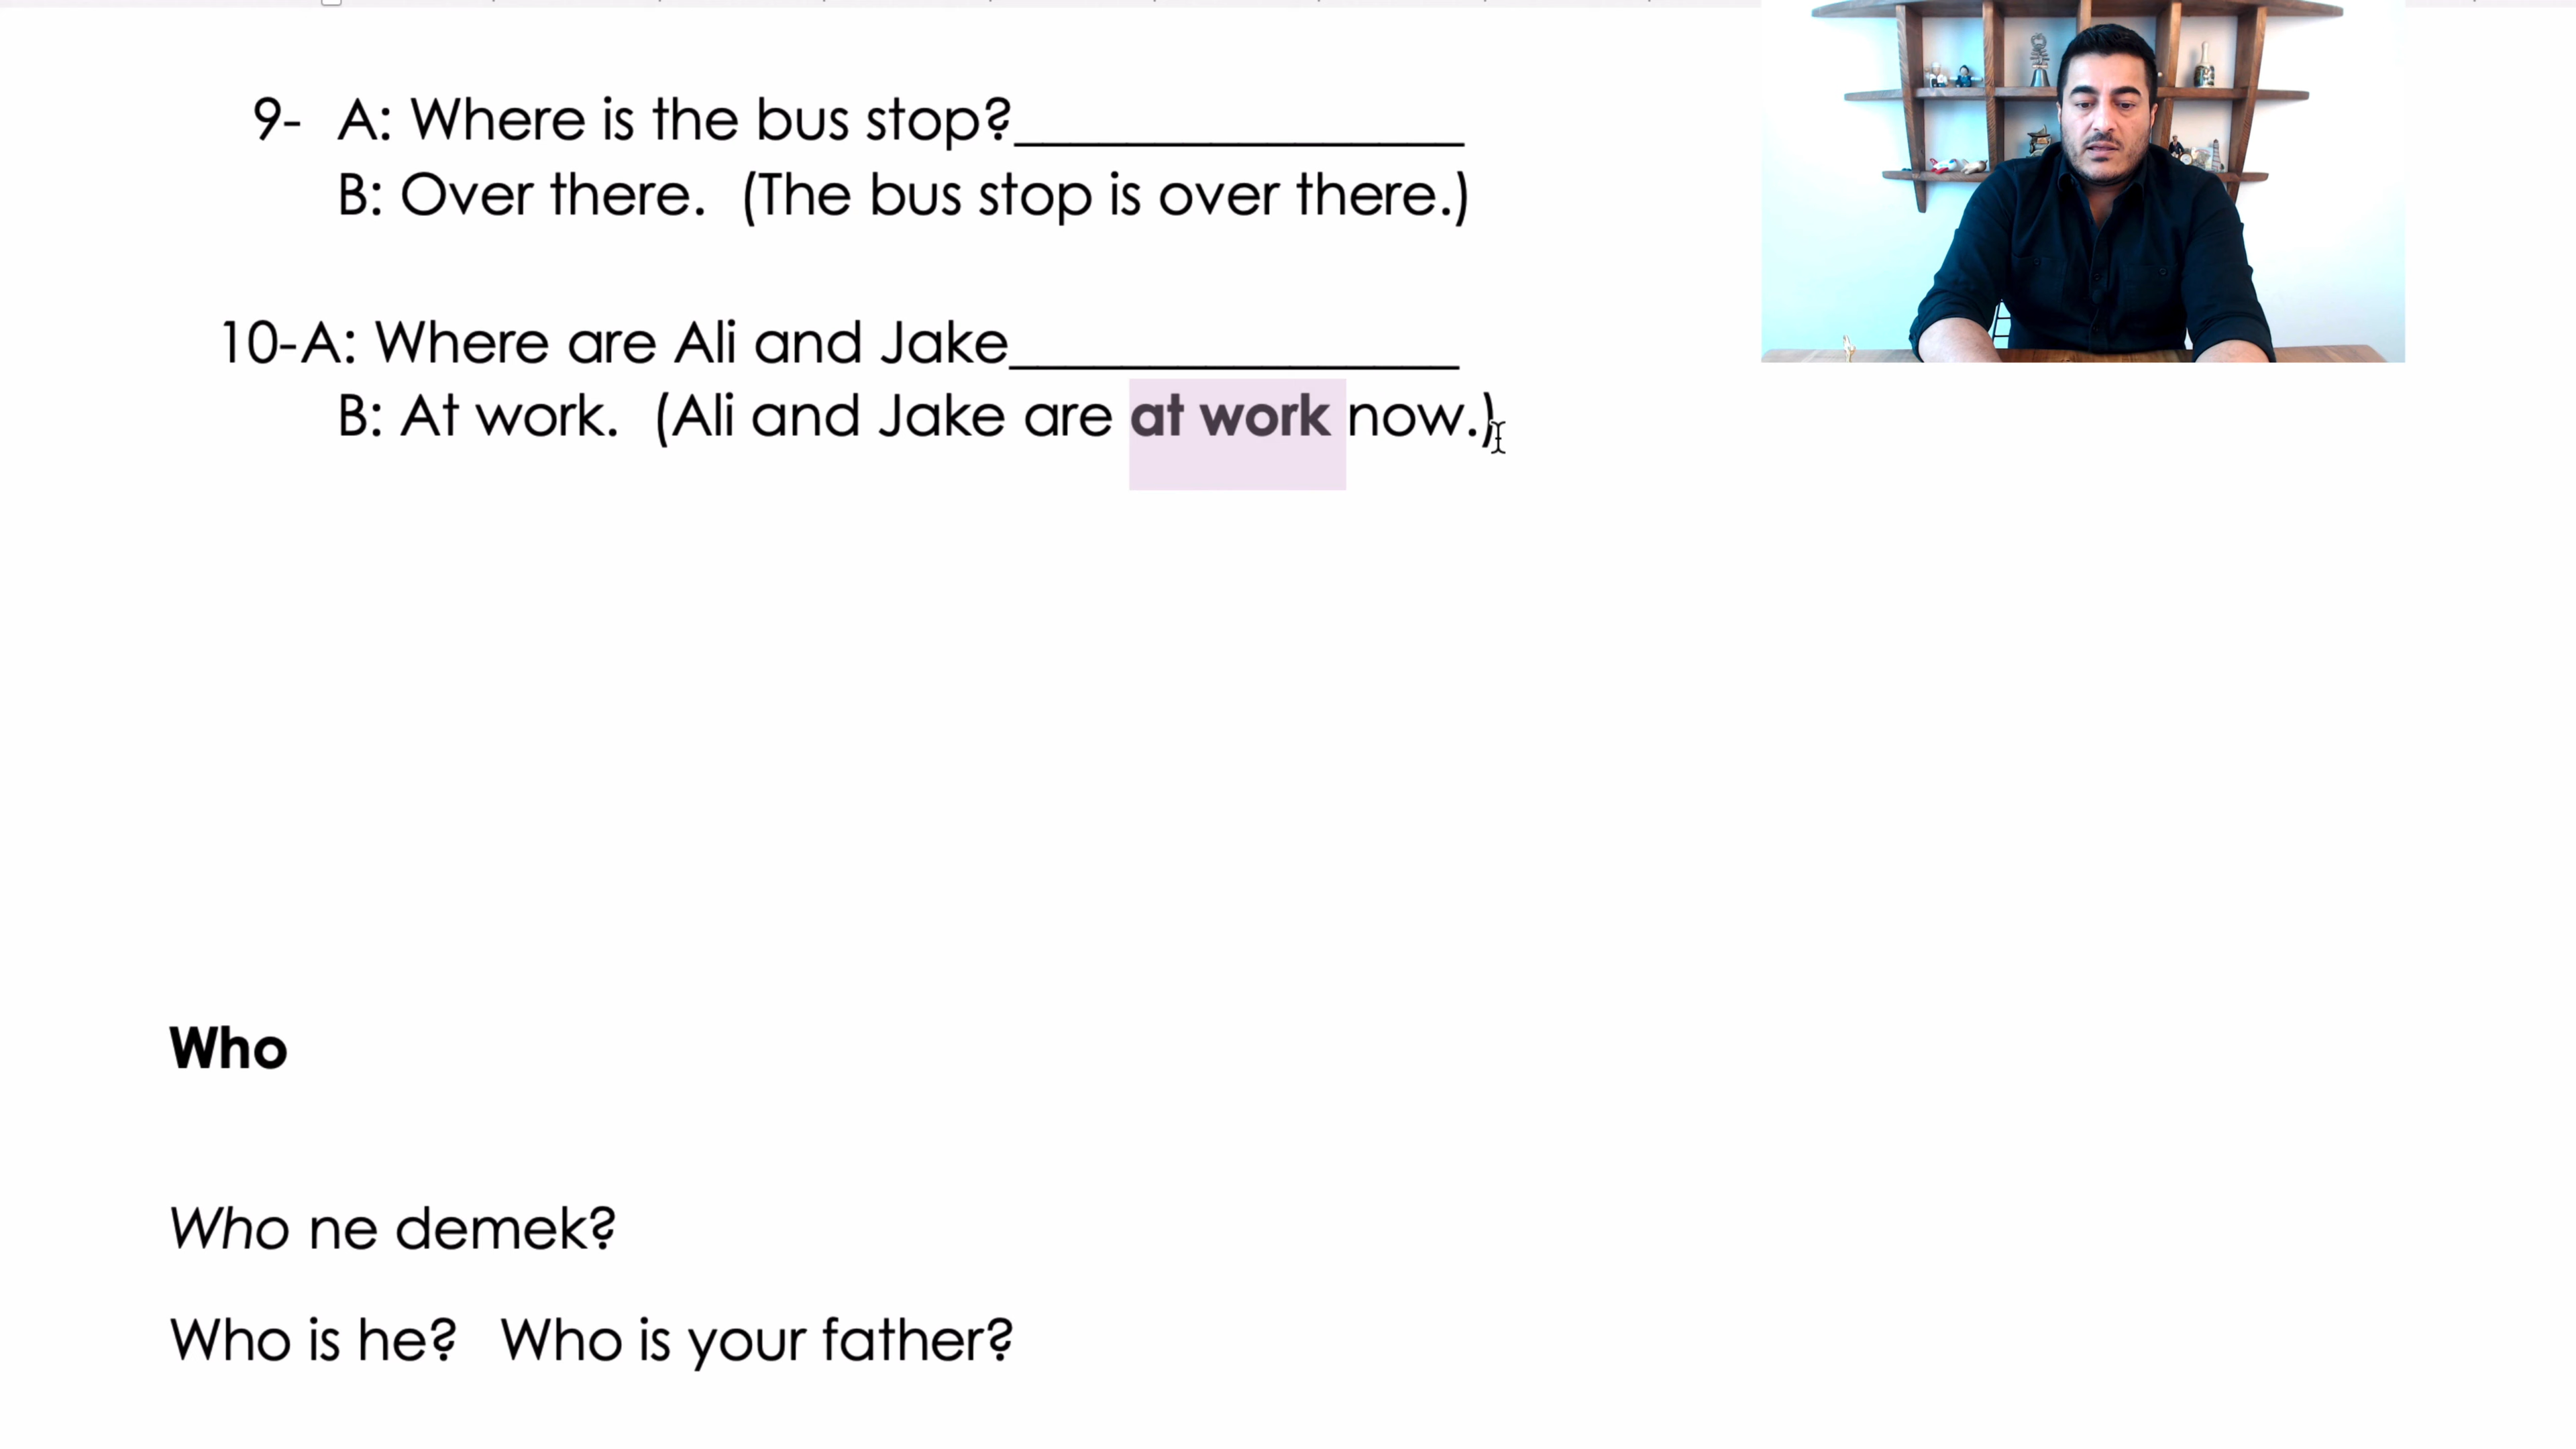 9- A: Where is the bus stop?________________
B: Over there. (The bus stop is over there.)
10-A: Where are Ali and Jake________________
B: At work. (Ali and Jake are at work now.)
Who
Who ne demek?
Who is he? Who is your father?